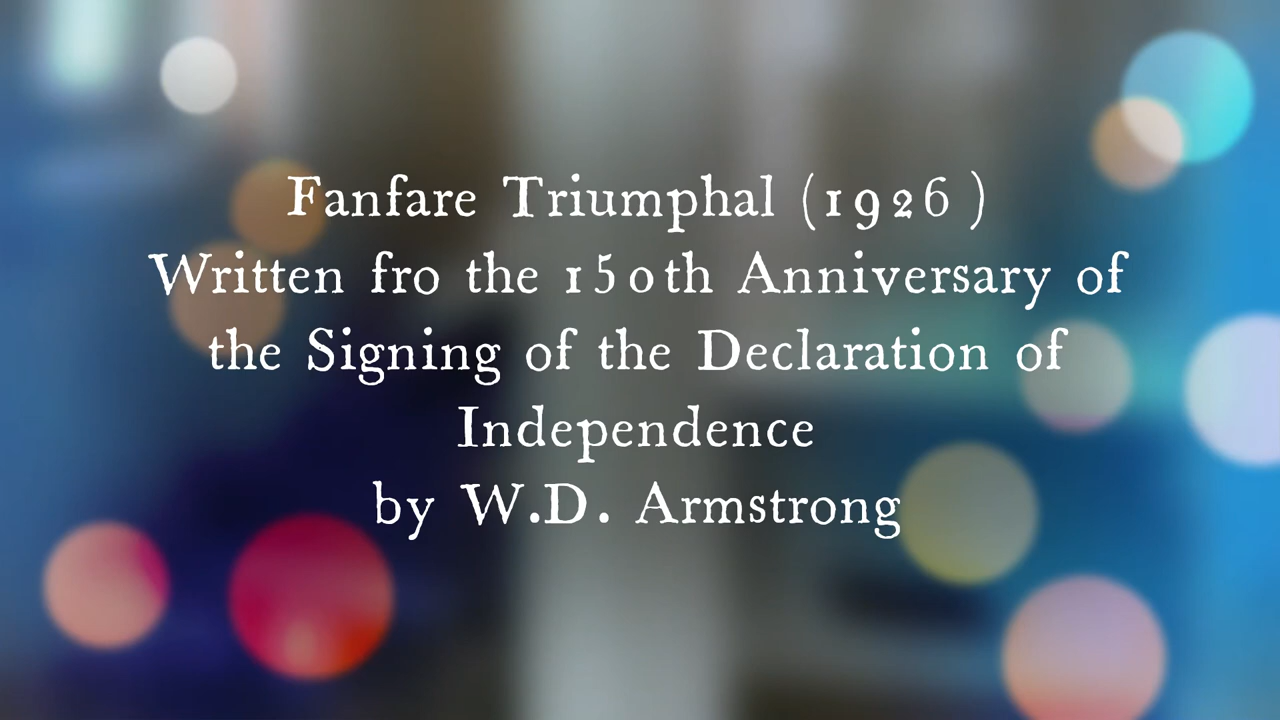 Fanfare Triumphal (1926 )
Written fro the 150th Anniversary of
the Signing of the Declaration of
Independence
by W.D. Armstrong